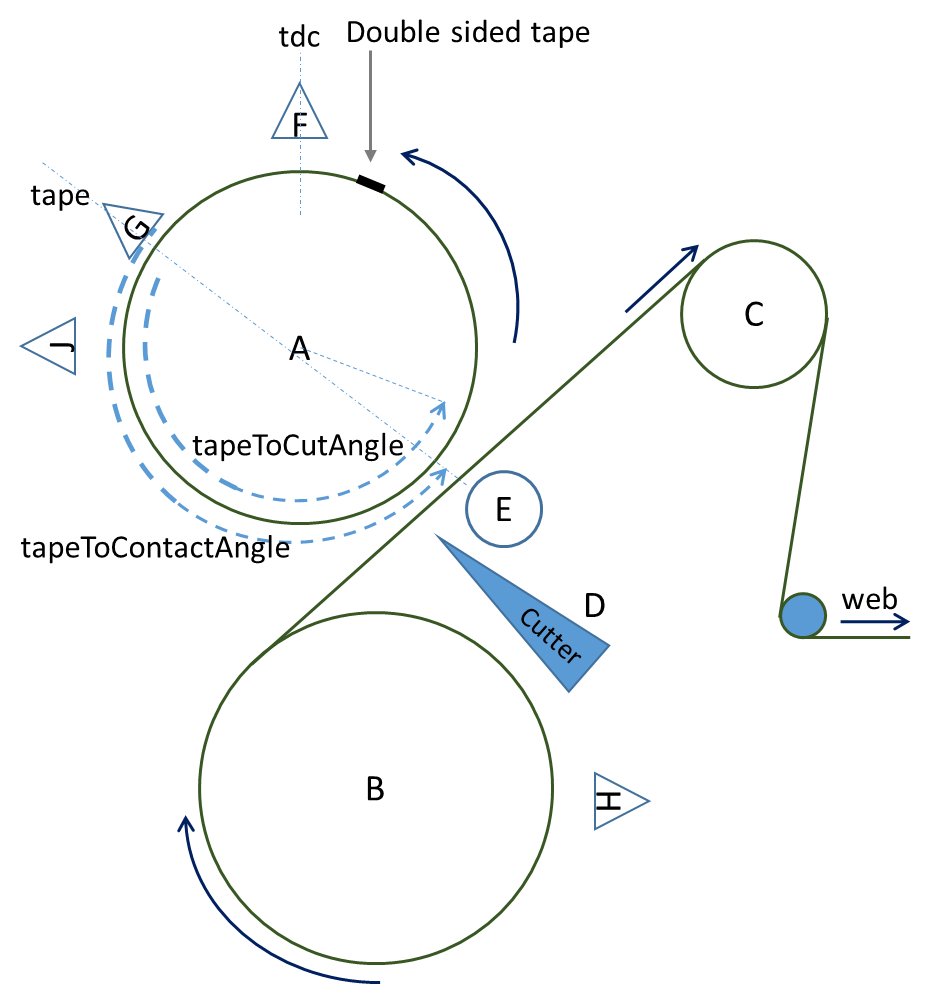 tdc
Double sided tape
F
tape
G
J
A
C
tapeToCutAngle
E
tapeToContactAngle
D
Cutter
web
B
H